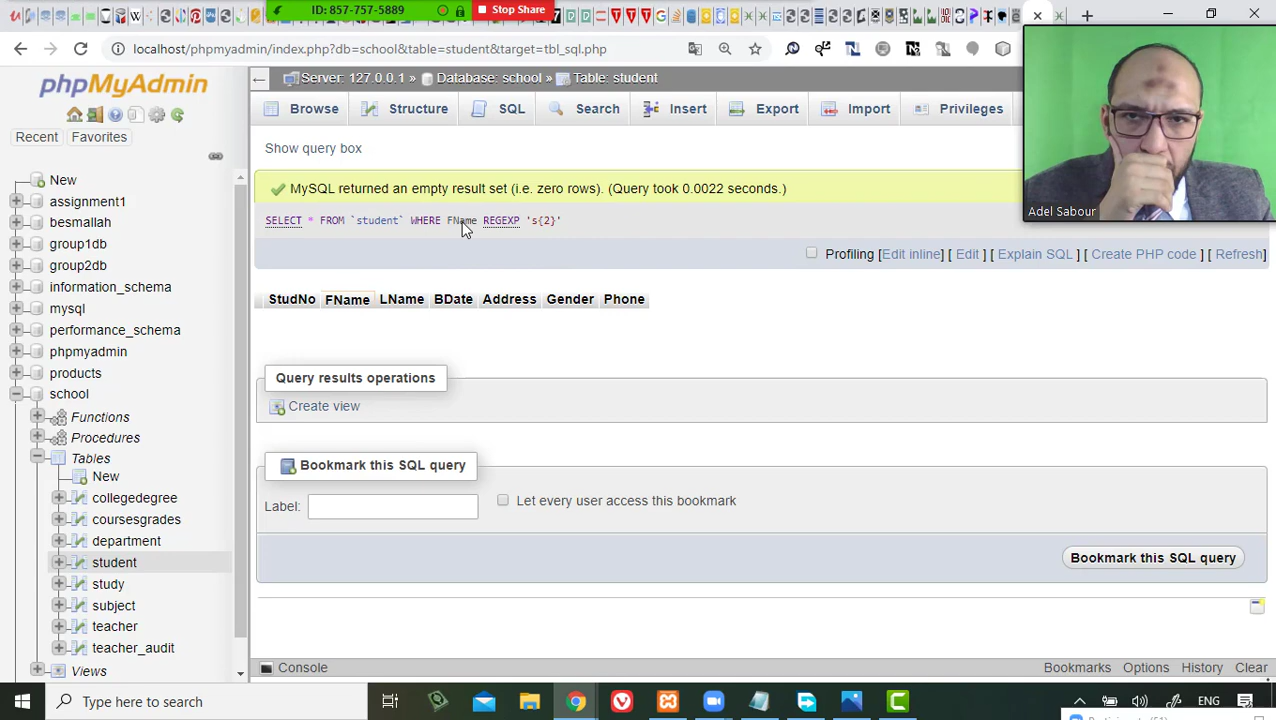 ID: 857-757-5889
Stop Share
localhost/phpmyadmin/index.php?db=school&table=student&target=tbl_sql.php
phpMyAdmin
Recent
Favorites
New
assignment1
besmallah
group1db
group2db
information_schema
mysql
performance_schema
phpmyadmin
products
school
Functions
Procedures
Tables
New
collegedegree
coursesgrades
department
student
study
subject
teacher
teacher_audit
Views
Server: 127.0.0.1 » Database: school » Table: student
Browse Structure SQL Search Insert Export Import Privileges
Show query box
MySQL returned an empty result set (i.e. zero rows). (Query took 0.0022 seconds.)
SELECT * FROM `student` WHERE FName REGEXP 's{2}'
Profiling [Edit inline] [ Edit ] [ Explain SQL ] [ Create PHP code ] [ Refresh]
StudNo FName LName BDate Address Gender Phone
Query results operations
Create view
Bookmark this SQL query
Label:
Let every user access this bookmark
Bookmark this SQL query
Console
Bookmarks Options History Clear
Adel Sabour
Type here to search
ENG